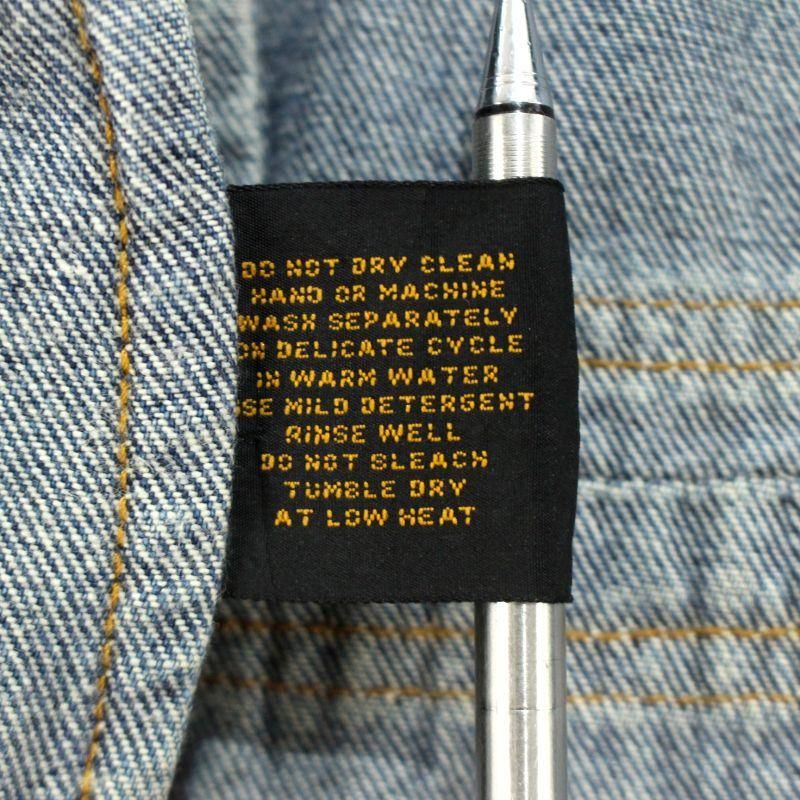 DO NOT DRY CLEAN
HAND OR MACHINE
WASH SEPARATELY
ON DELICATE CYCLE
IN WARM WATER
USE MILD DETERGENT
RINSE WELL
DO NOT BLEACH
TUMBLE DRY
AT LOW HEAT